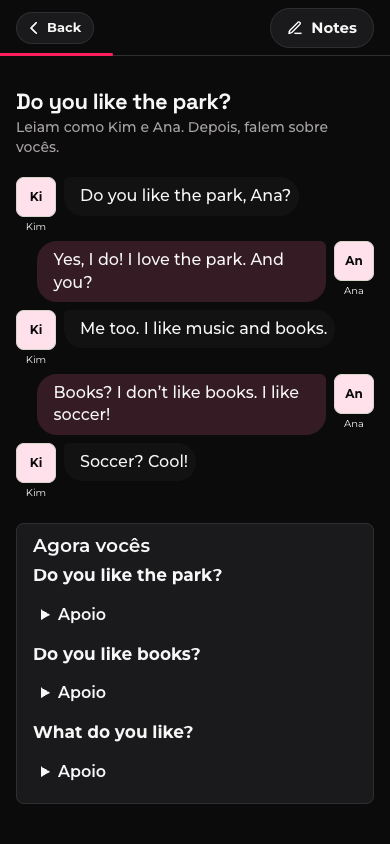 Back
Notes
Do you like the park?
Leiam como Kim e Ana. Depois, falem sobre
vocês.
Ki
Kim
Do you like the park, Ana?
Yes, I do! I love the park. And
you?
An
Ana
Ki
Kim
Me too. I like music and books.
Books? I don’t like books. I like
soccer!
An
Ana
Ki
Kim
Soccer? Cool!
Agora vocês
Do you like the park?
Apoio
Do you like books?
Apoio
What do you like?
Apoio